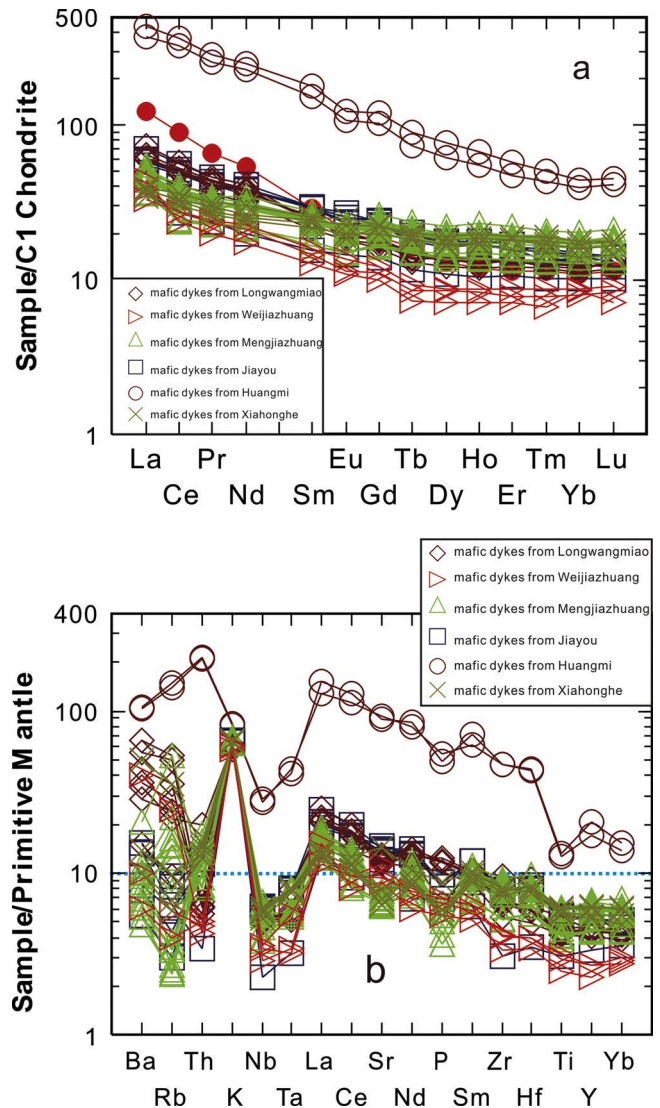 500
a
100
Sample/C1 Chondrite
10
mafic dykes from Longwangmiao
mafic dykes from Weijiazhuang
mafic dykes from Mengjiazhuang
mafic dykes from Jiayou
mafic dykes from Huangmi
mafic dykes from Xiahonghe
1
La Pr Eu Tb Ho Tm Lu
Ce Nd Sm Gd Dy Er Yb
mafic dykes from Longwangmiao
mafic dykes from Weijiazhuang
mafic dykes from Mengjiazhuang
mafic dykes from Jiayou
mafic dykes from Huangmi
mafic dykes from Xiahonghe
400
100
Sample/Primitive M antle
10
b
1
Ba Th Nb La Sr P Zr Ti Yb
Rb K Ta Ce Nd Sm Hf Y